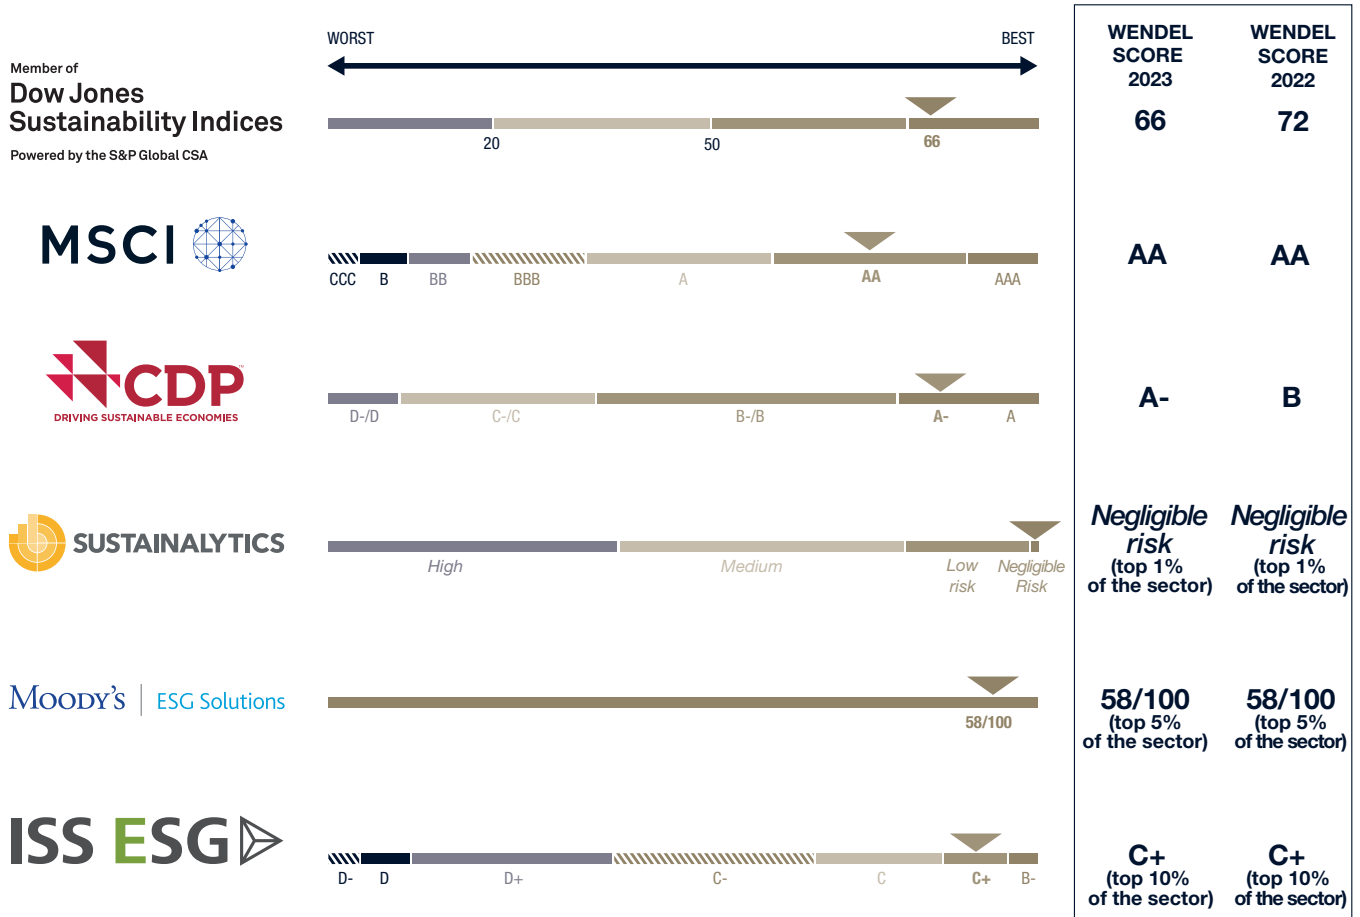 WORST
BEST
WENDEL
SCORE
2023
WENDEL
SCORE
2022
Member of
Dow Jones
Sustainability Indices
Powered by the S&P Global CSA
20
50
66
66
72
MSCI
CCC
B
BB
BBB
A
AA
AAA
AA
AA
CDP™
DRIVING SUSTAINABLE ECONOMIES
D-/D
C-/C
B-/B
A-
A
A-
B
SUSTAINALYTICS
High
Medium
Low
risk
Negligible
Risk
Negligible
risk
(top 1%
of the sector)
Negligible
risk
(top 1%
of the sector)
MOODY'S | ESG Solutions
58/100
58/100
(top 5%
of the sector)
58/100
(top 5%
of the sector)
ISS ESG
D-
D
D+
C-
C
C+
B-
C+
(top 10%
of the sector)
C+
(top 10%
of the sector)